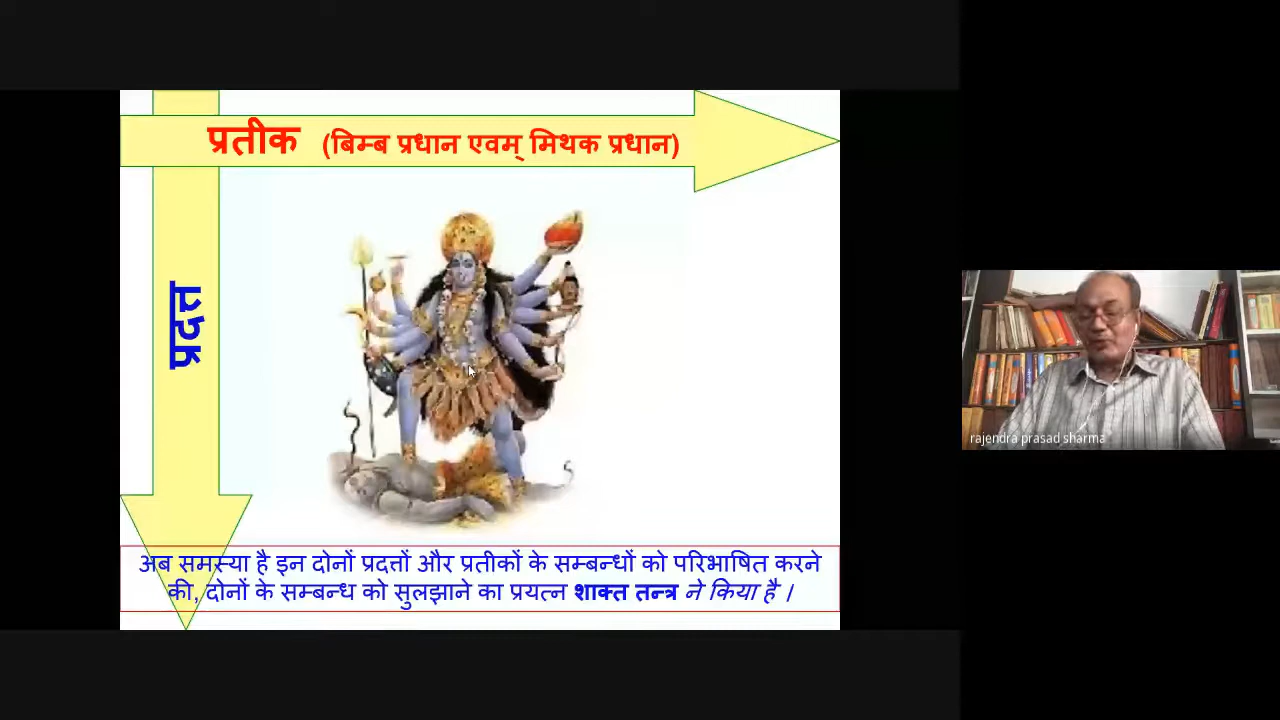 प्रतीक (बिम्ब प्रधान एवम् मिथक प्रधान)
प्रदत्त
अब समस्या है इन दोनों प्रदत्तों और प्रतीकों के सम्बन्धों को परिभाषित करने
की, दोनों के सम्बन्ध को सुलझाने का प्रयत्न शाक्त तन्त्र ने किया है ।
rajendra prasad sharma